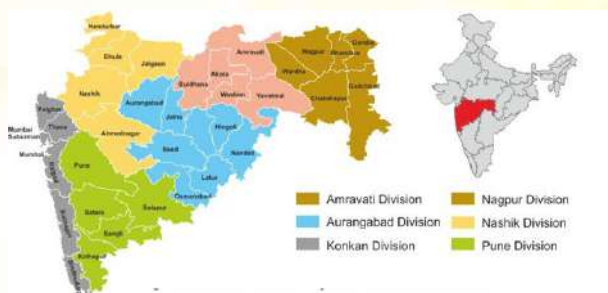 Nandurbar
Dhule
Jalgaon
Nashik
Amravati
Akola
Buldhana
Washim
Yavatmal
Nagpur
Bhandara
Gondia
Wardha
Chandrapur
Gadchiroli
Aurangabad
Jalna
Hingoli
Nanded
Beed
Latur
Osmanabad
Ahmednagar
Palghar
Thane
Mumbai
Suburban
Mumbai
Pune
Satara
Solapur
Sangli
Kolhapur
Amravati Division
Nagpur Division
Aurangabad Division
Nashik Division
Konkan Division
Pune Division